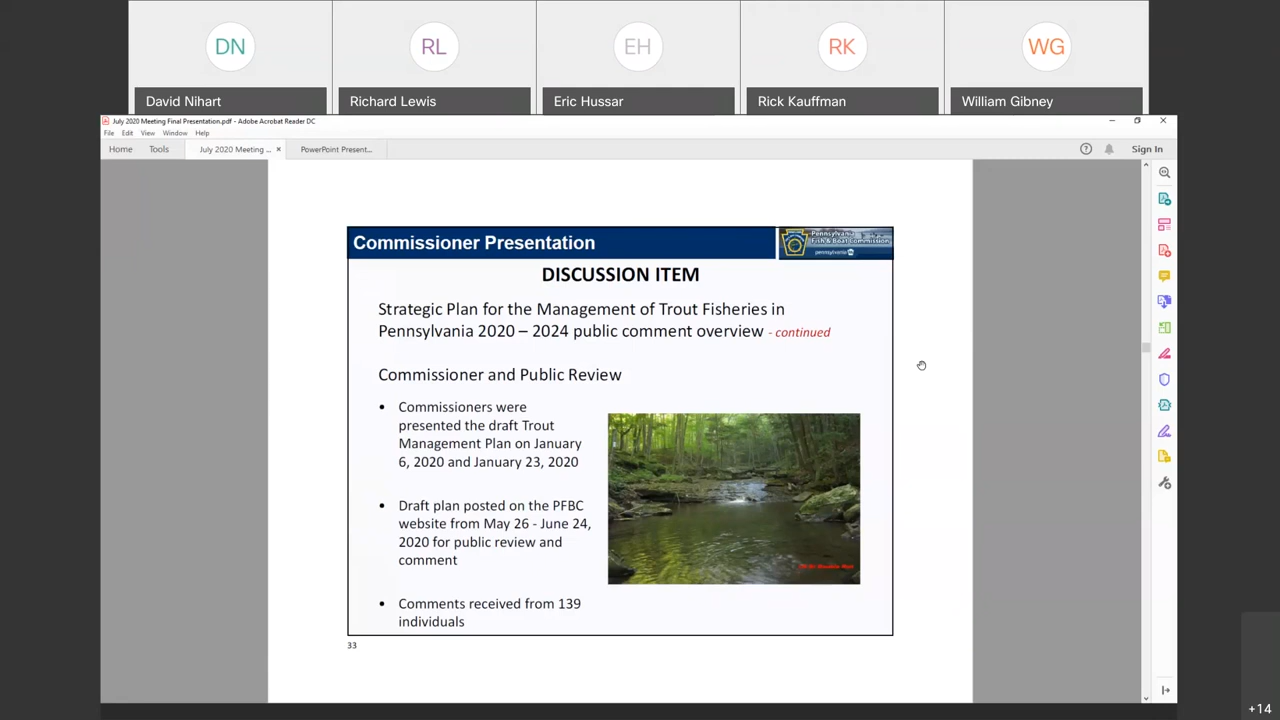 DN
RL
EH
RK
WG
David Nihart
Richard Lewis
Eric Hussar
Rick Kauffman
William Gibney
July 2020 Meeting Final Presentation.pdf - Adobe Acrobat Reader DC
File Edit View Window Help
Home Tools July 2020 Meeting ... × PowerPoint Present... Sign In
Commissioner Presentation
Pennsylvania
Fish & Boat Commission
pennsylvania
DISCUSSION ITEM
Strategic Plan for the Management of Trout Fisheries in
Pennsylvania 2020 – 2024 public comment overview - continued
Commissioner and Public Review
• Commissioners were
presented the draft Trout
Management Plan on January
6, 2020 and January 23, 2020
• Draft plan posted on the PFBC
website from May 26 - June 24,
2020 for public review and
comment
• Comments received from 139
individuals
33
+14